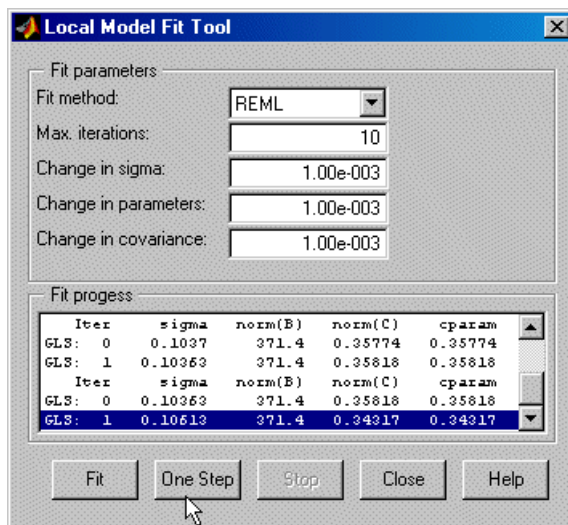 Local Model Fit Tool
Fit parameters
Fit method: REML
Max. iterations: 10
Change in sigma: 1.00e-003
Change in parameters: 1.00e-003
Change in covariance: 1.00e-003
Fit progess
Iter sigma norm(B) norm(C) cparam
GLS: 0 0.1037 371.4 0.35774 0.35774
GLS: 1 0.10363 371.4 0.35818 0.35818
Iter sigma norm(B) norm(C) cparam
GLS: 0 0.10363 371.4 0.35818 0.35818
GLS: 1 0.10613 371.4 0.34317 0.34317
Fit One Step Stop Close Help